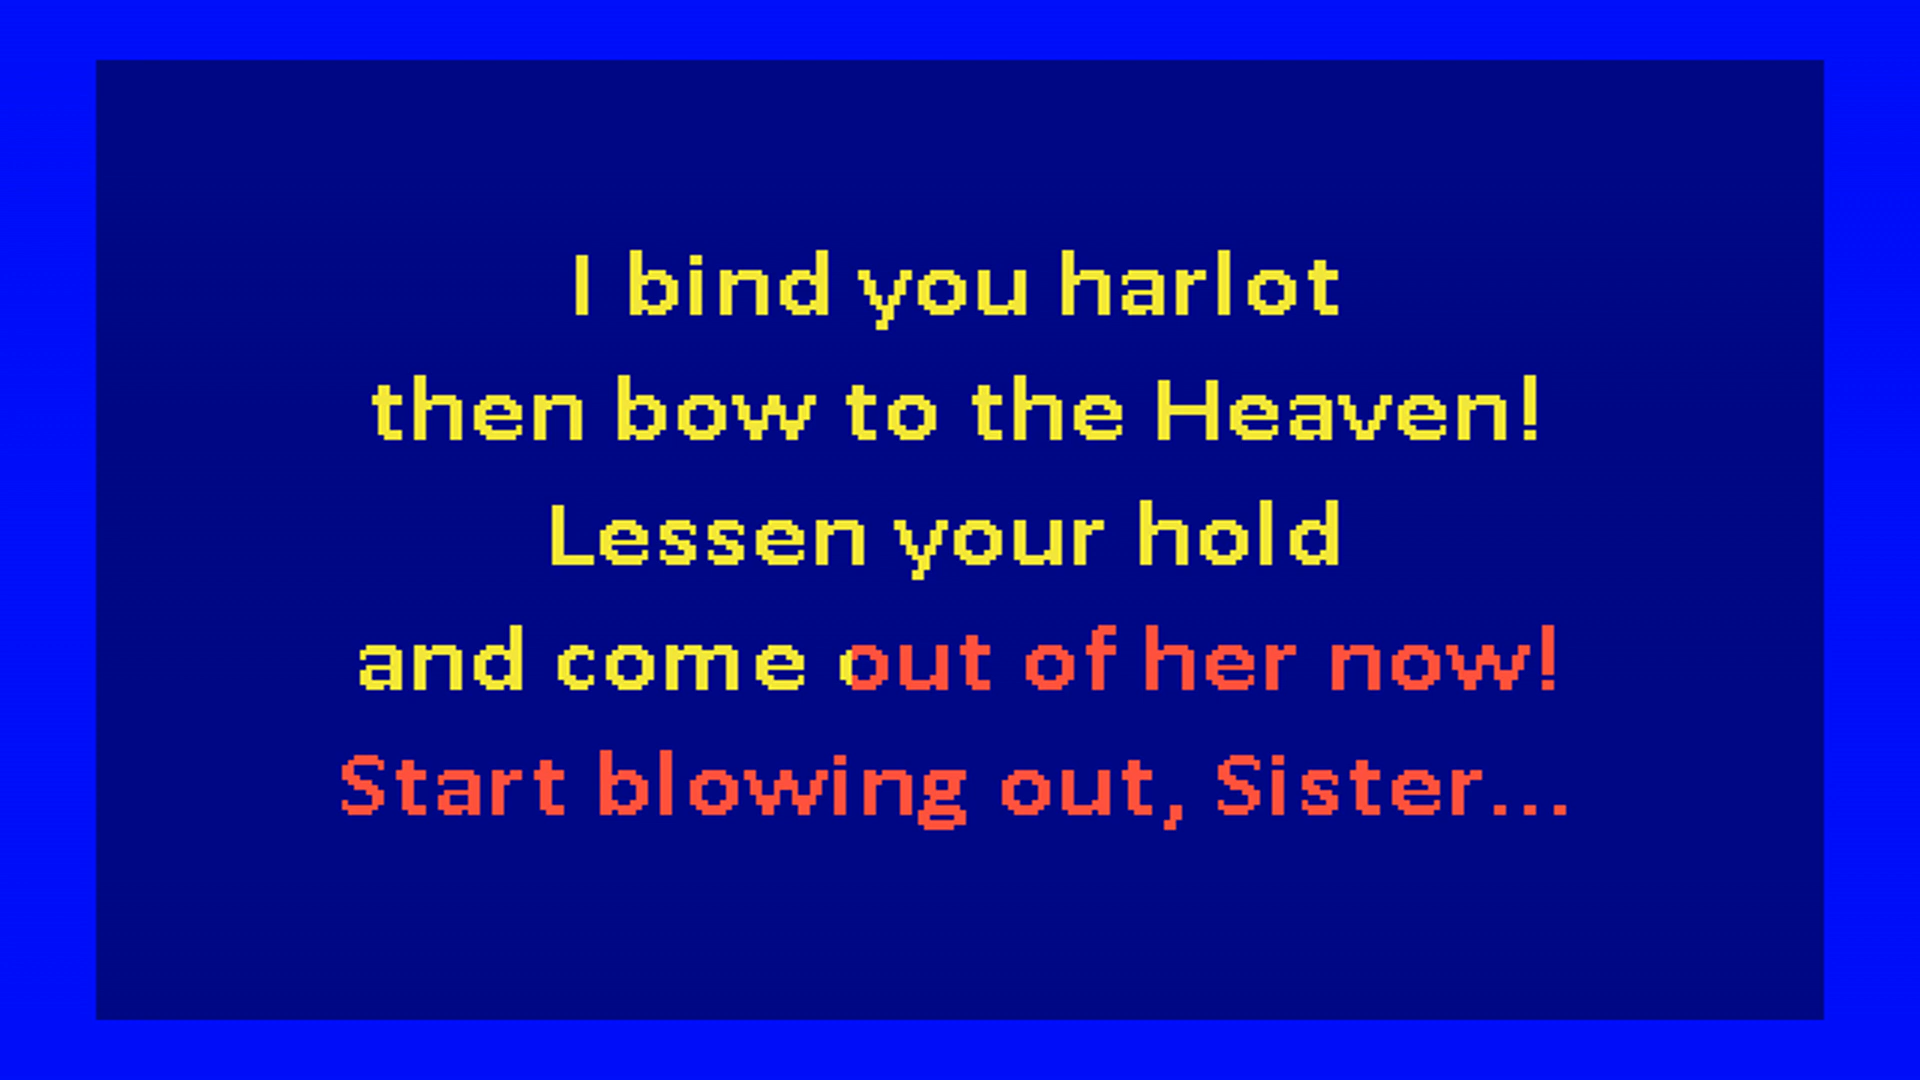 I bind you harlot
then bow to the Heaven!
Lessen your hold
and come out of her now!
Start blowing out, Sister...